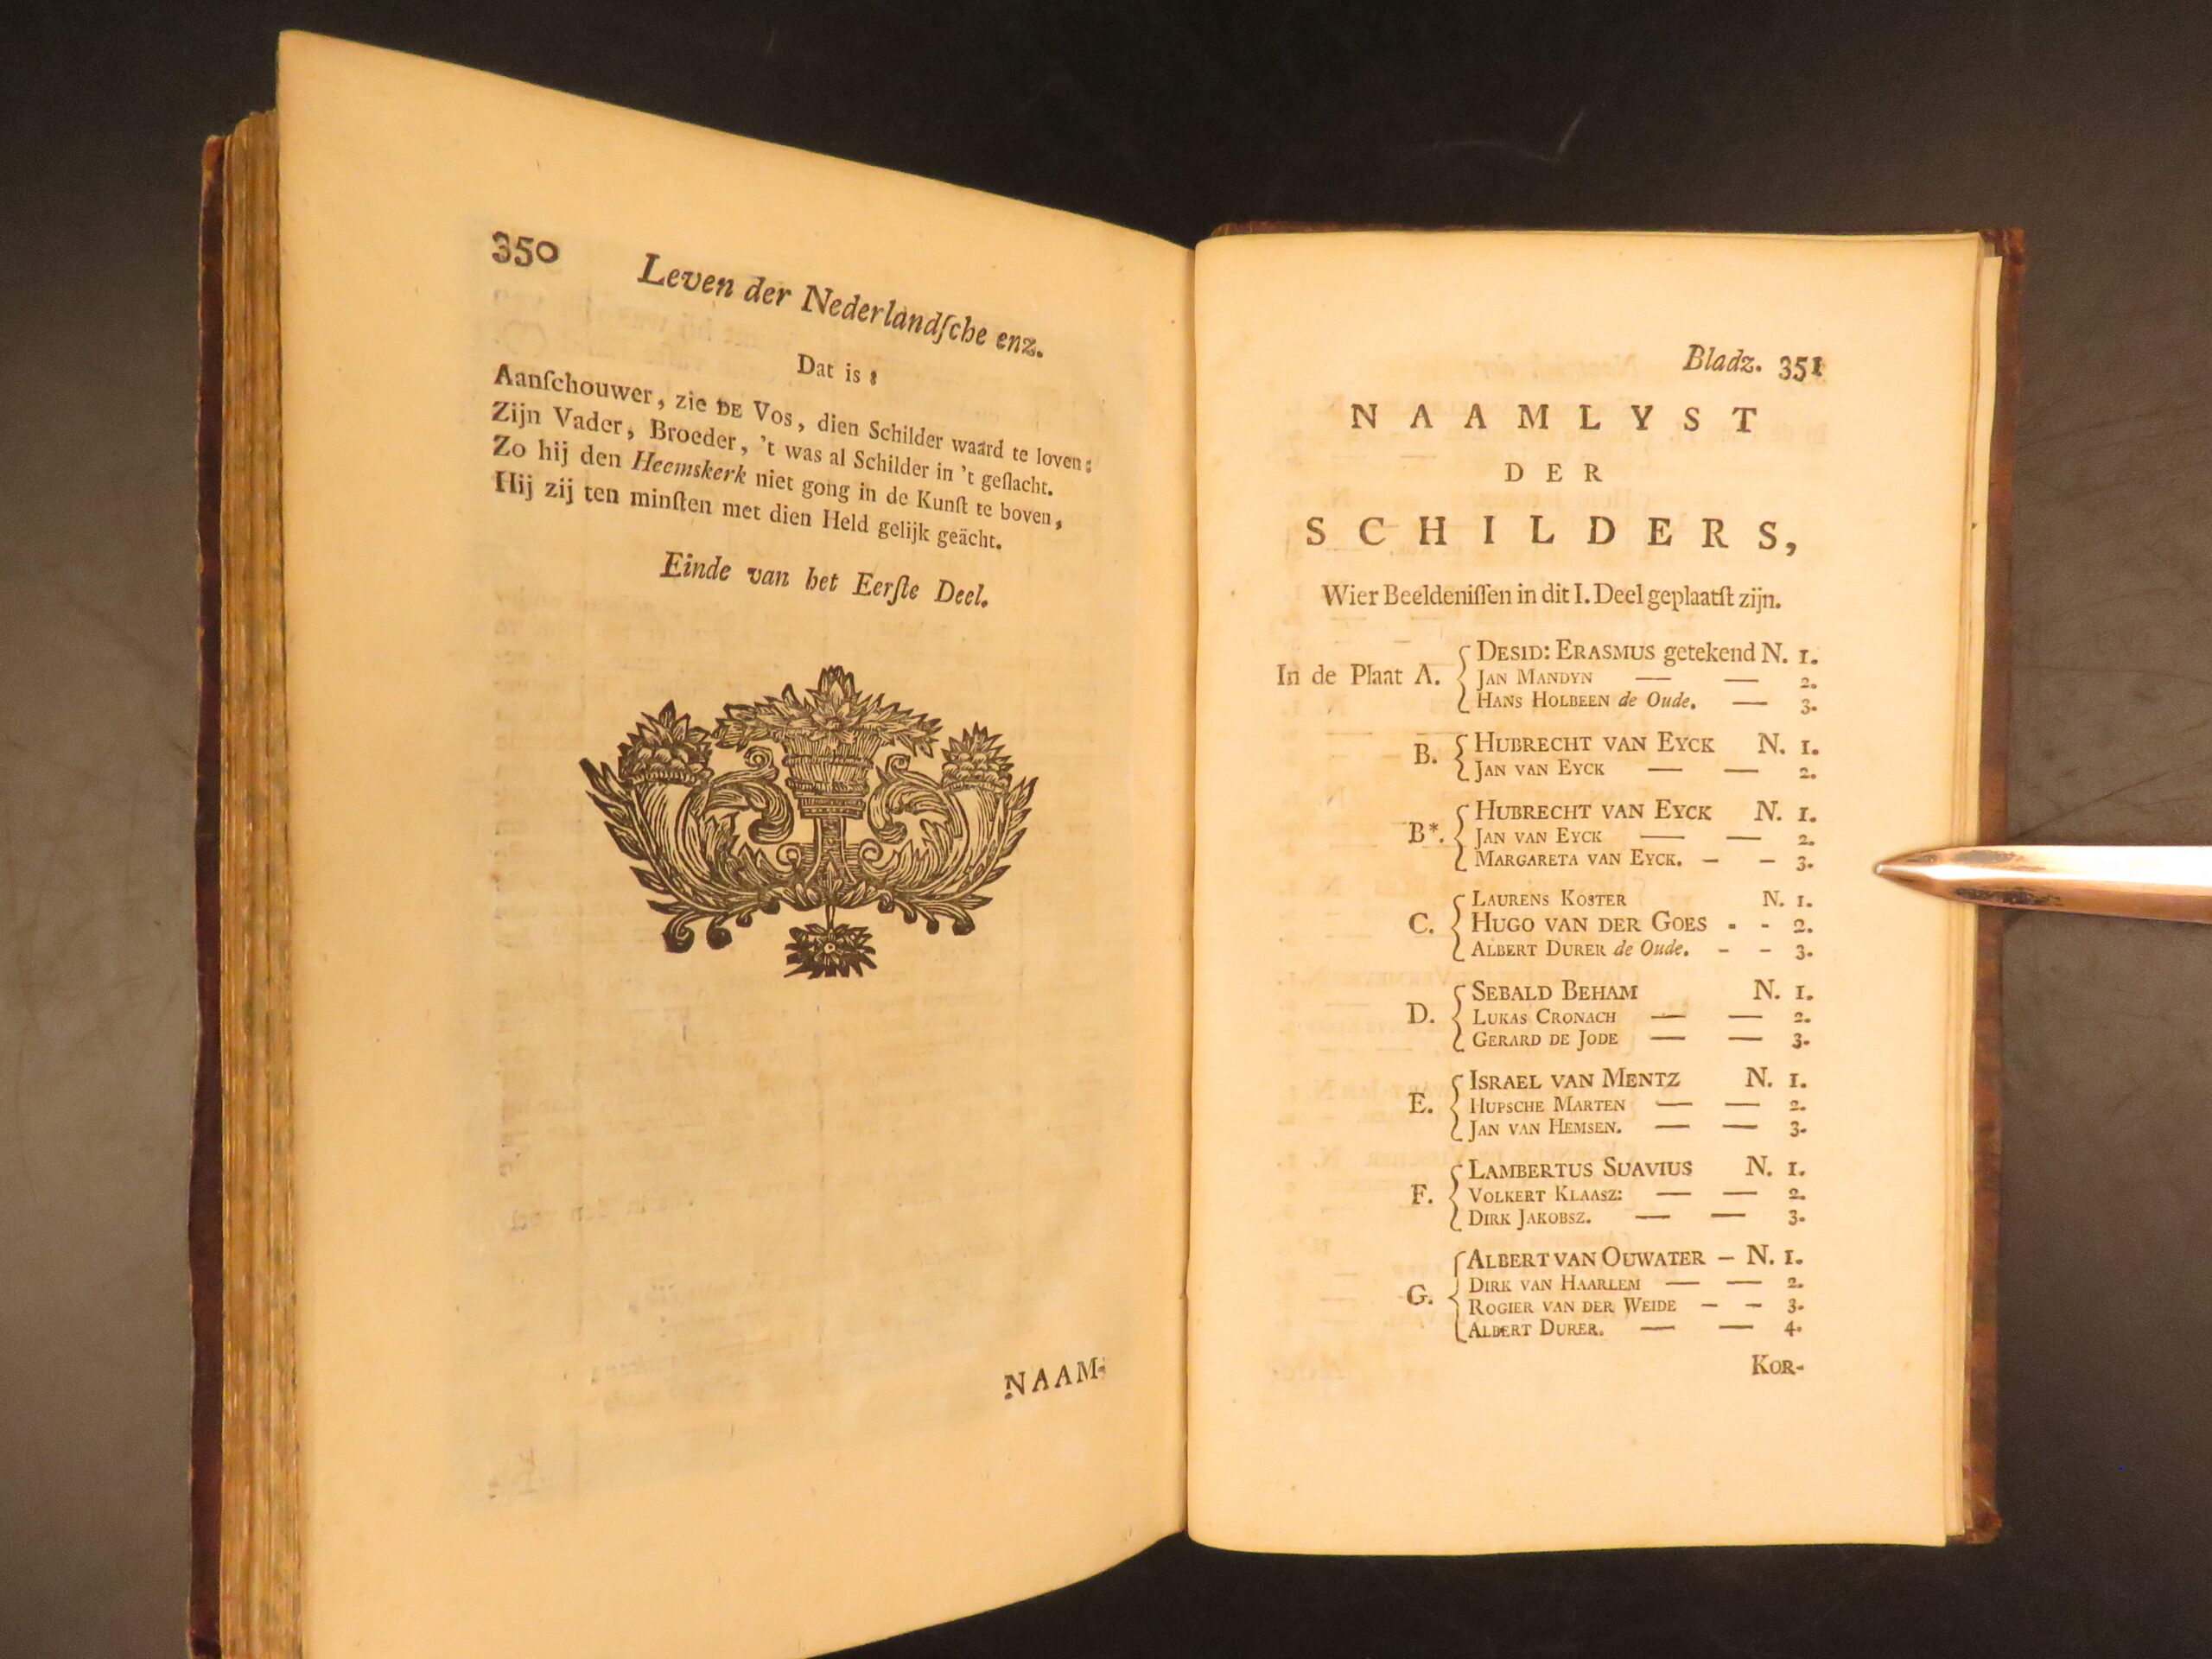 350
Leven der Nederlandſche enz.
Dat is:
Aanſchouwer, zie DE VOS, dien Schilder waard te loven:
Zijn Vader, Broeder, 't was al Schilder in 't geſlacht.
Zo hij den Heemskerk niet gong in de Kunſt te boven,
Hij zij ten minſten met dien Held gelijk geächt.
Einde van het Eerſte Deel.
NAAM-
Bladz. 351
NAAMLYST
DER
SCHILDERS,
Wier Beeldeniſſen in dit I. Deel geplaatſt zijn.
In de Plaat A. { DESID: ERASMUS getekend N. 1.
JAN MANDYN — — 2.
HANS HOLBEEN de Oude. — 3.
B. { HUBRECHT VAN EYCK N. 1.
JAN VAN EYCK — — 2.
B*. { HUBRECHT VAN EYCK N. 1.
JAN VAN EYCK — — 2.
MARGARETA VAN EYCK. - - 3.
C. { LAURENS KOSTER N. 1.
HUGO VAN DER GOES - - 2.
ALBERT DURER de Oude. - - 3.
D. { SEBALD BEHAM N. 1.
LUKAS CRONACH — — 2.
GERARD DE JODE — — 3.
E. { ISRAEL VAN MENTZ N. 1.
HUPSCHE MARTEN — — 2.
JAN VAN HEMSEN. — — 3.
F. { LAMBERTUS SUAVIUS N. 1.
VOLKERT KLAASZ: — — 2.
DIRK JAKOBSZ. — — 3.
G. { ALBERT VAN OUWATER - N. 1.
DIRK VAN HAARLEM — — 2.
ROGIER VAN DER WEIDE - - 3.
ALBERT DURER. — — 4.
KOR-